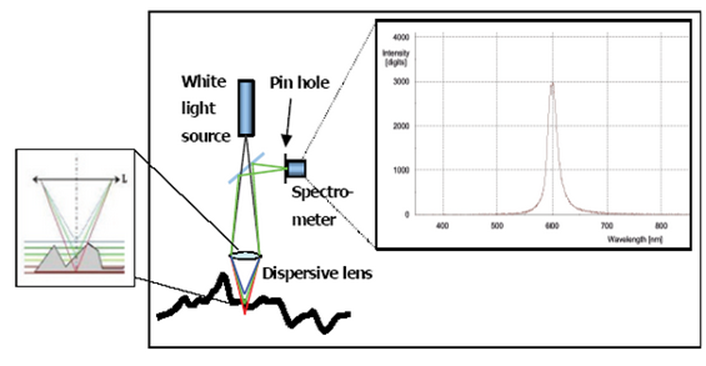 White
light
source
Pin hole
Spectro-
meter
Dispersive lens
L
Intensity
[digits]
4000
3000
2000
1000
0
400
500
600
700
800
Wavelength [nm]